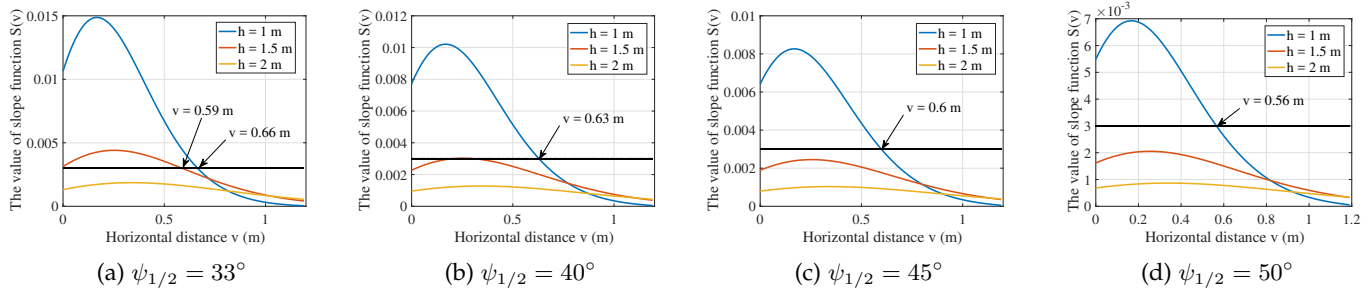 The value of slope function S(v)
0.015
0.01
0.005
0
0
0.5
1
Horizontal distance v (m)
h = 1 m
h = 1.5 m
h = 2 m
v = 0.59 m
v = 0.66 m
(a) ψ1/2 = 33°
The value of slope function S(v)
0.012
0.01
0.008
0.006
0.004
0.002
0
0
0.5
1
Horizontal distance v (m)
h = 1 m
h = 1.5 m
h = 2 m
v = 0.63 m
(b) ψ1/2 = 40°
The value of slope function S(v)
0.01
0.008
0.006
0.004
0.002
0
0
0.5
1
Horizontal distance v (m)
h = 1 m
h = 1.5 m
h = 2 m
v = 0.6 m
(c) ψ1/2 = 45°
The value of slope function S(v)
×10-3
7
6
5
4
3
2
1
0
0
0.2
0.4
0.6
0.8
1
1.2
Horizontal distance v (m)
h = 1 m
h = 1.5 m
h = 2 m
v = 0.56 m
(d) ψ1/2 = 50°